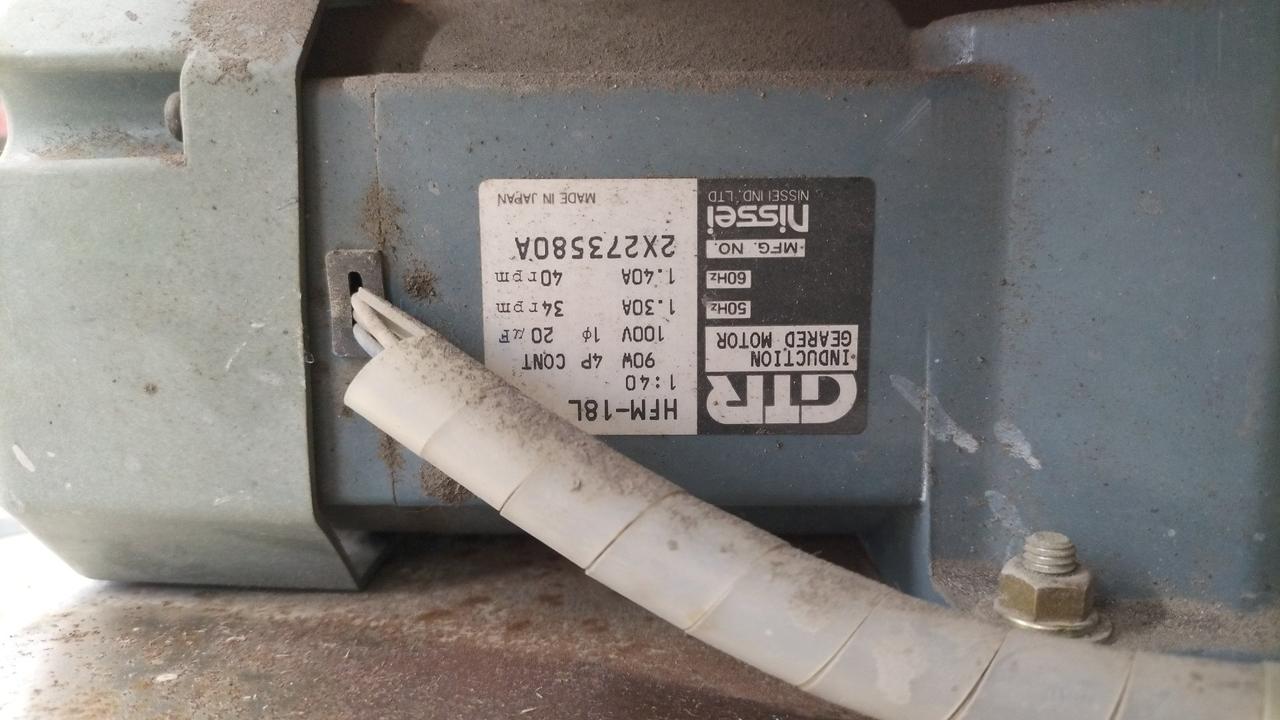 GTR
INDUCTION
GEARED MOTOR
HFM-18L
1:40
90W 4P CONT
100V 1φ 20μF
50Hz 1.30A 34rpm
60Hz 1.40A 40rpm
MFG. NO. 2X273580A
nissei
NISSEI IND. LTD
MADE IN JAPAN